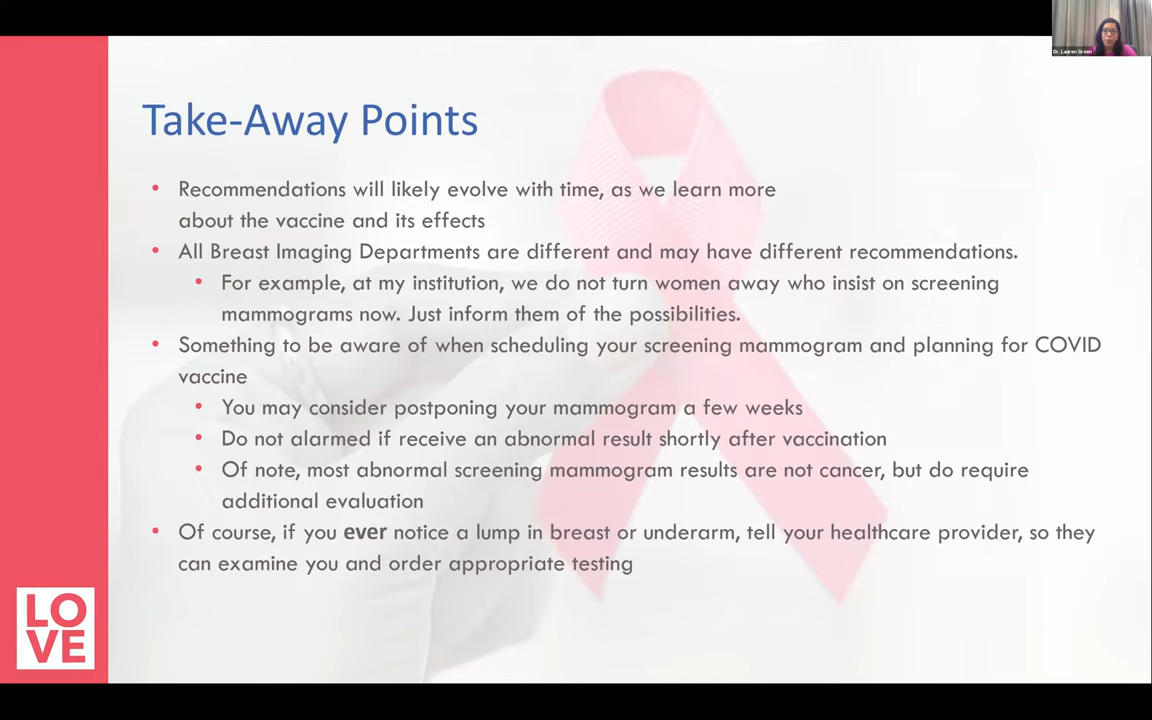 Dr. Lauren Green
Take-Away Points
• Recommendations will likely evolve with time, as we learn more
about the vaccine and its effects
• All Breast Imaging Departments are different and may have different recommendations.
• For example, at my institution, we do not turn women away who insist on screening
mammograms now. Just inform them of the possibilities.
• Something to be aware of when scheduling your screening mammogram and planning for COVID
vaccine
• You may consider postponing your mammogram a few weeks
• Do not alarmed if receive an abnormal result shortly after vaccination
• Of note, most abnormal screening mammogram results are not cancer, but do require
additional evaluation
• Of course, if you ever notice a lump in breast or underarm, tell your healthcare provider, so they
can examine you and order appropriate testing
LO
VE